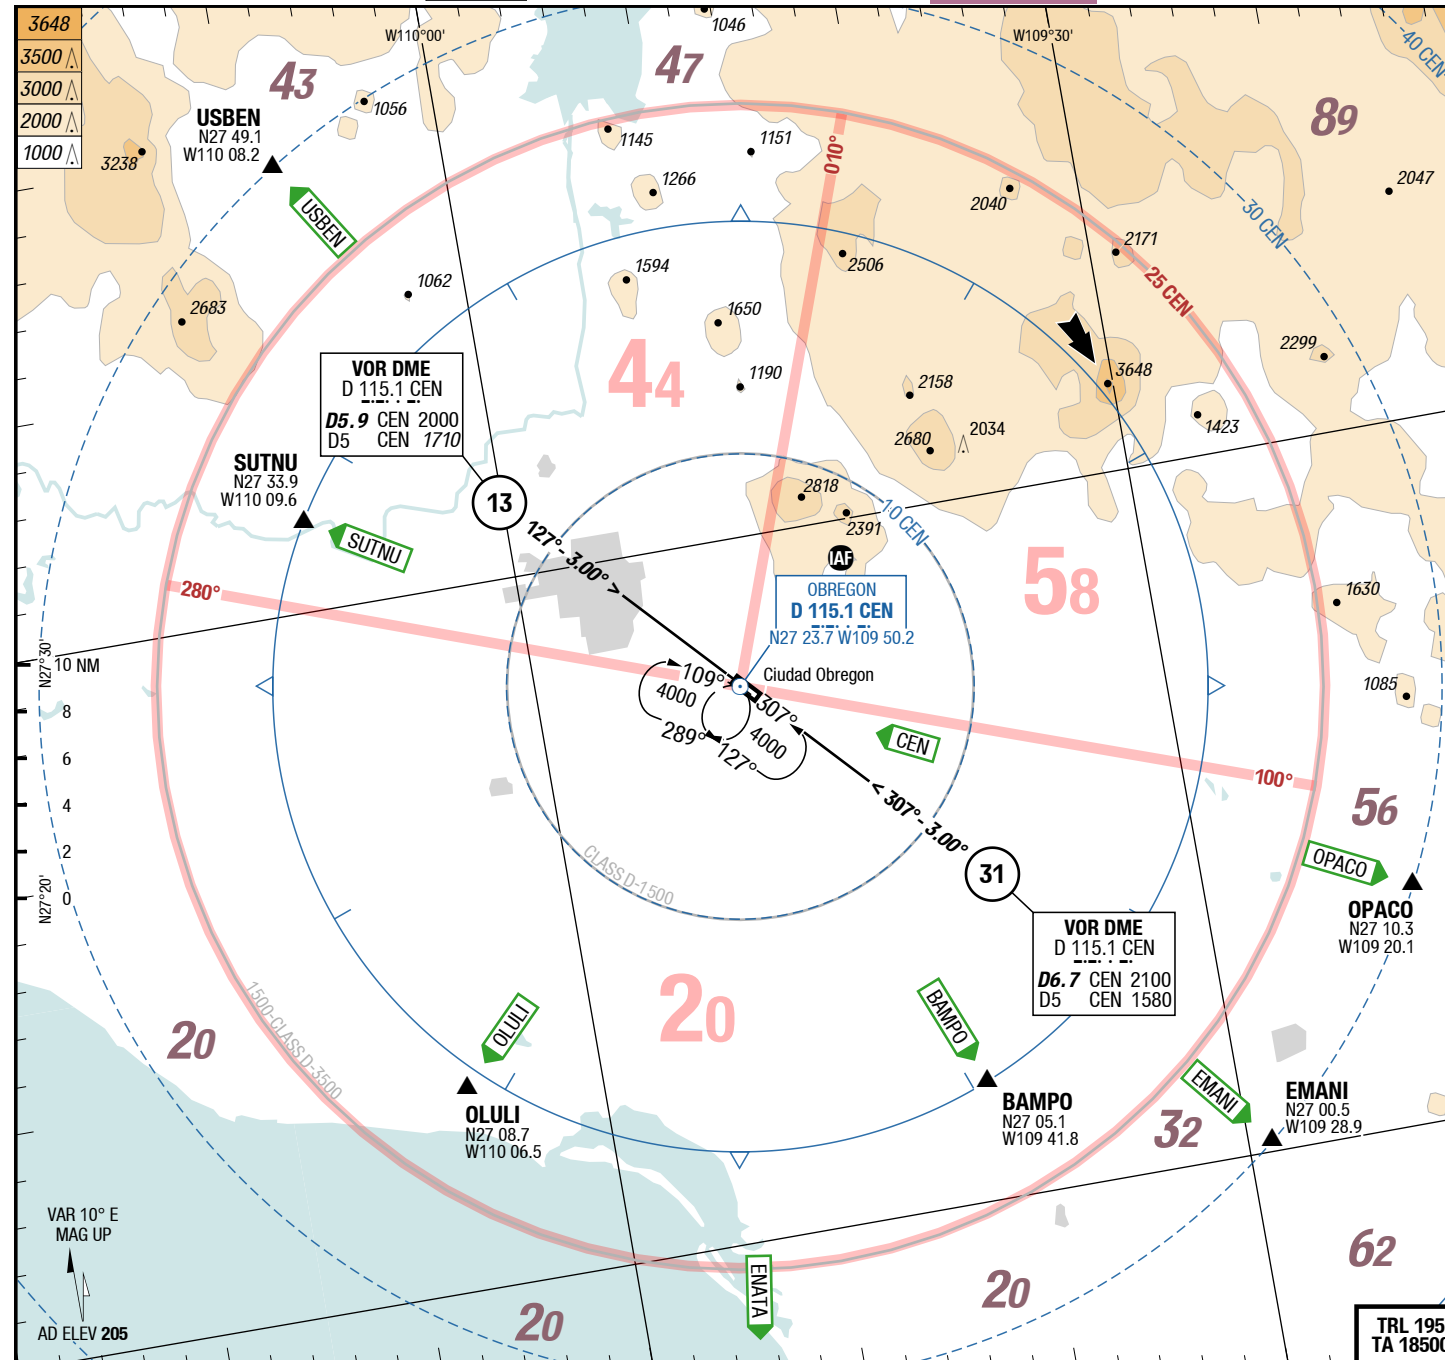 3648
3500
3000
2000
1000
W110°00'
1046
W109°30'
40 CEN
43
47
89
1056
USBEN
N27 49.1
W110 08.2
3238
1145
1151
010°
1266
2040
2047
USBEN
30 CEN
2171
25 CEN
2506
1594
1062
2683
1650
2299
VOR DME
D 115.1 CEN
D5.9 CEN 2000
D5 CEN 1710
44
1190
2158
3648
1423
2680
2034
SUTNU
N27 33.9
W110 09.6
13
2818
2391
10 CEN
SUTNU
127°- 3.00° >
IAF
58
280°
OBREGON
D 115.1 CEN
N27 23.7 W109 50.2
1630
N27°30'
10 NM
8
6
4
2
0
N27°20'
109°>
4000
289°
Ciudad Obregon
307°
4000
127°
CEN
1085
100°
< 307°- 3.00°
56
OPACO
OPACO
N27 10.3
W109 20.1
CLASS D-1500
31
VOR DME
D 115.1 CEN
D6.7 CEN 2100
D5 CEN 1580
1500-CLASS D-3500
20
20
OLULI
BAMPO
OLULI
N27 08.7
W110 06.5
BAMPO
N27 05.1
W109 41.8
EMANI
EMANI
N27 00.5
W109 28.9
32
VAR 10° E
MAG UP
AD ELEV 205
ENATA
20
20
62
TRL 195
TA 18500